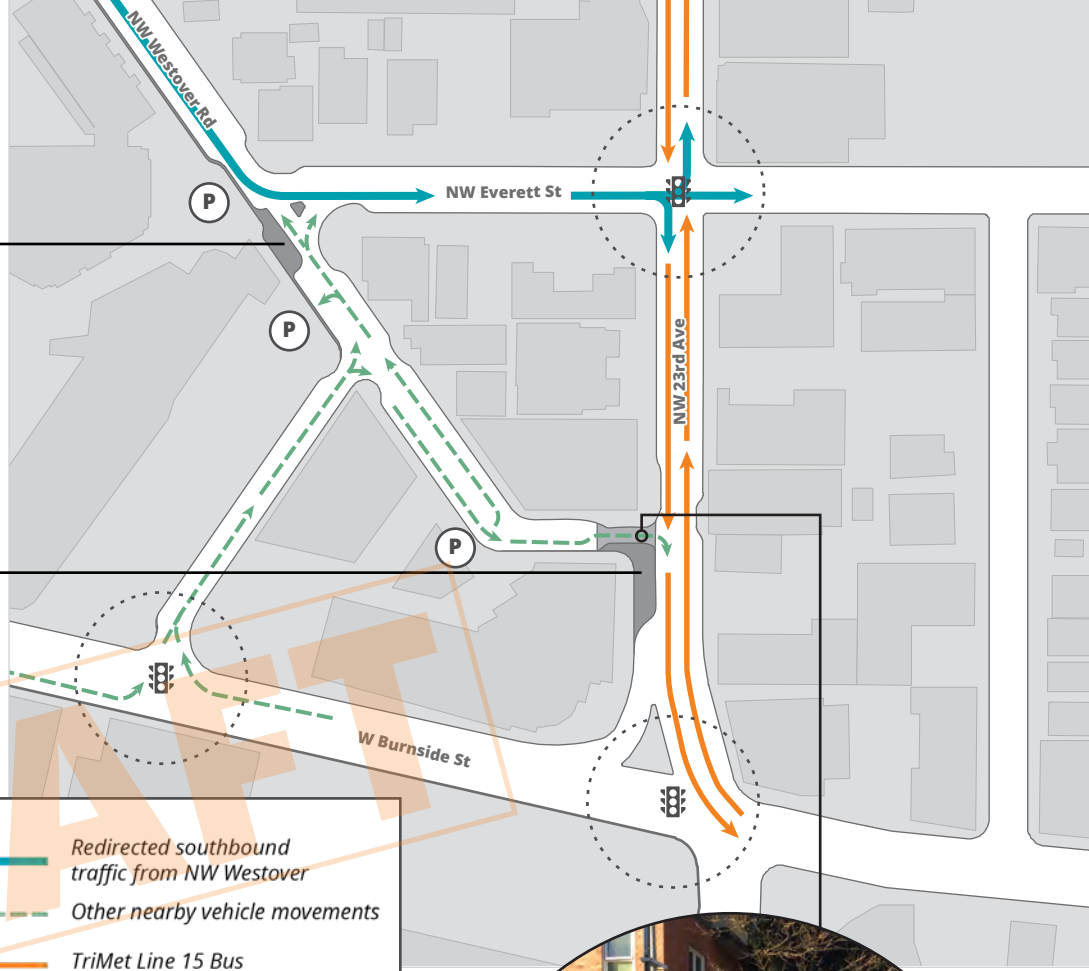 NW Westover Rd
P
NW Everett St
P
NW 23rd Ave
P
W Burnside St
AFT
Redirected southbound
traffic from NW Westover
Other nearby vehicle movements
TriMet Line 15 Bus